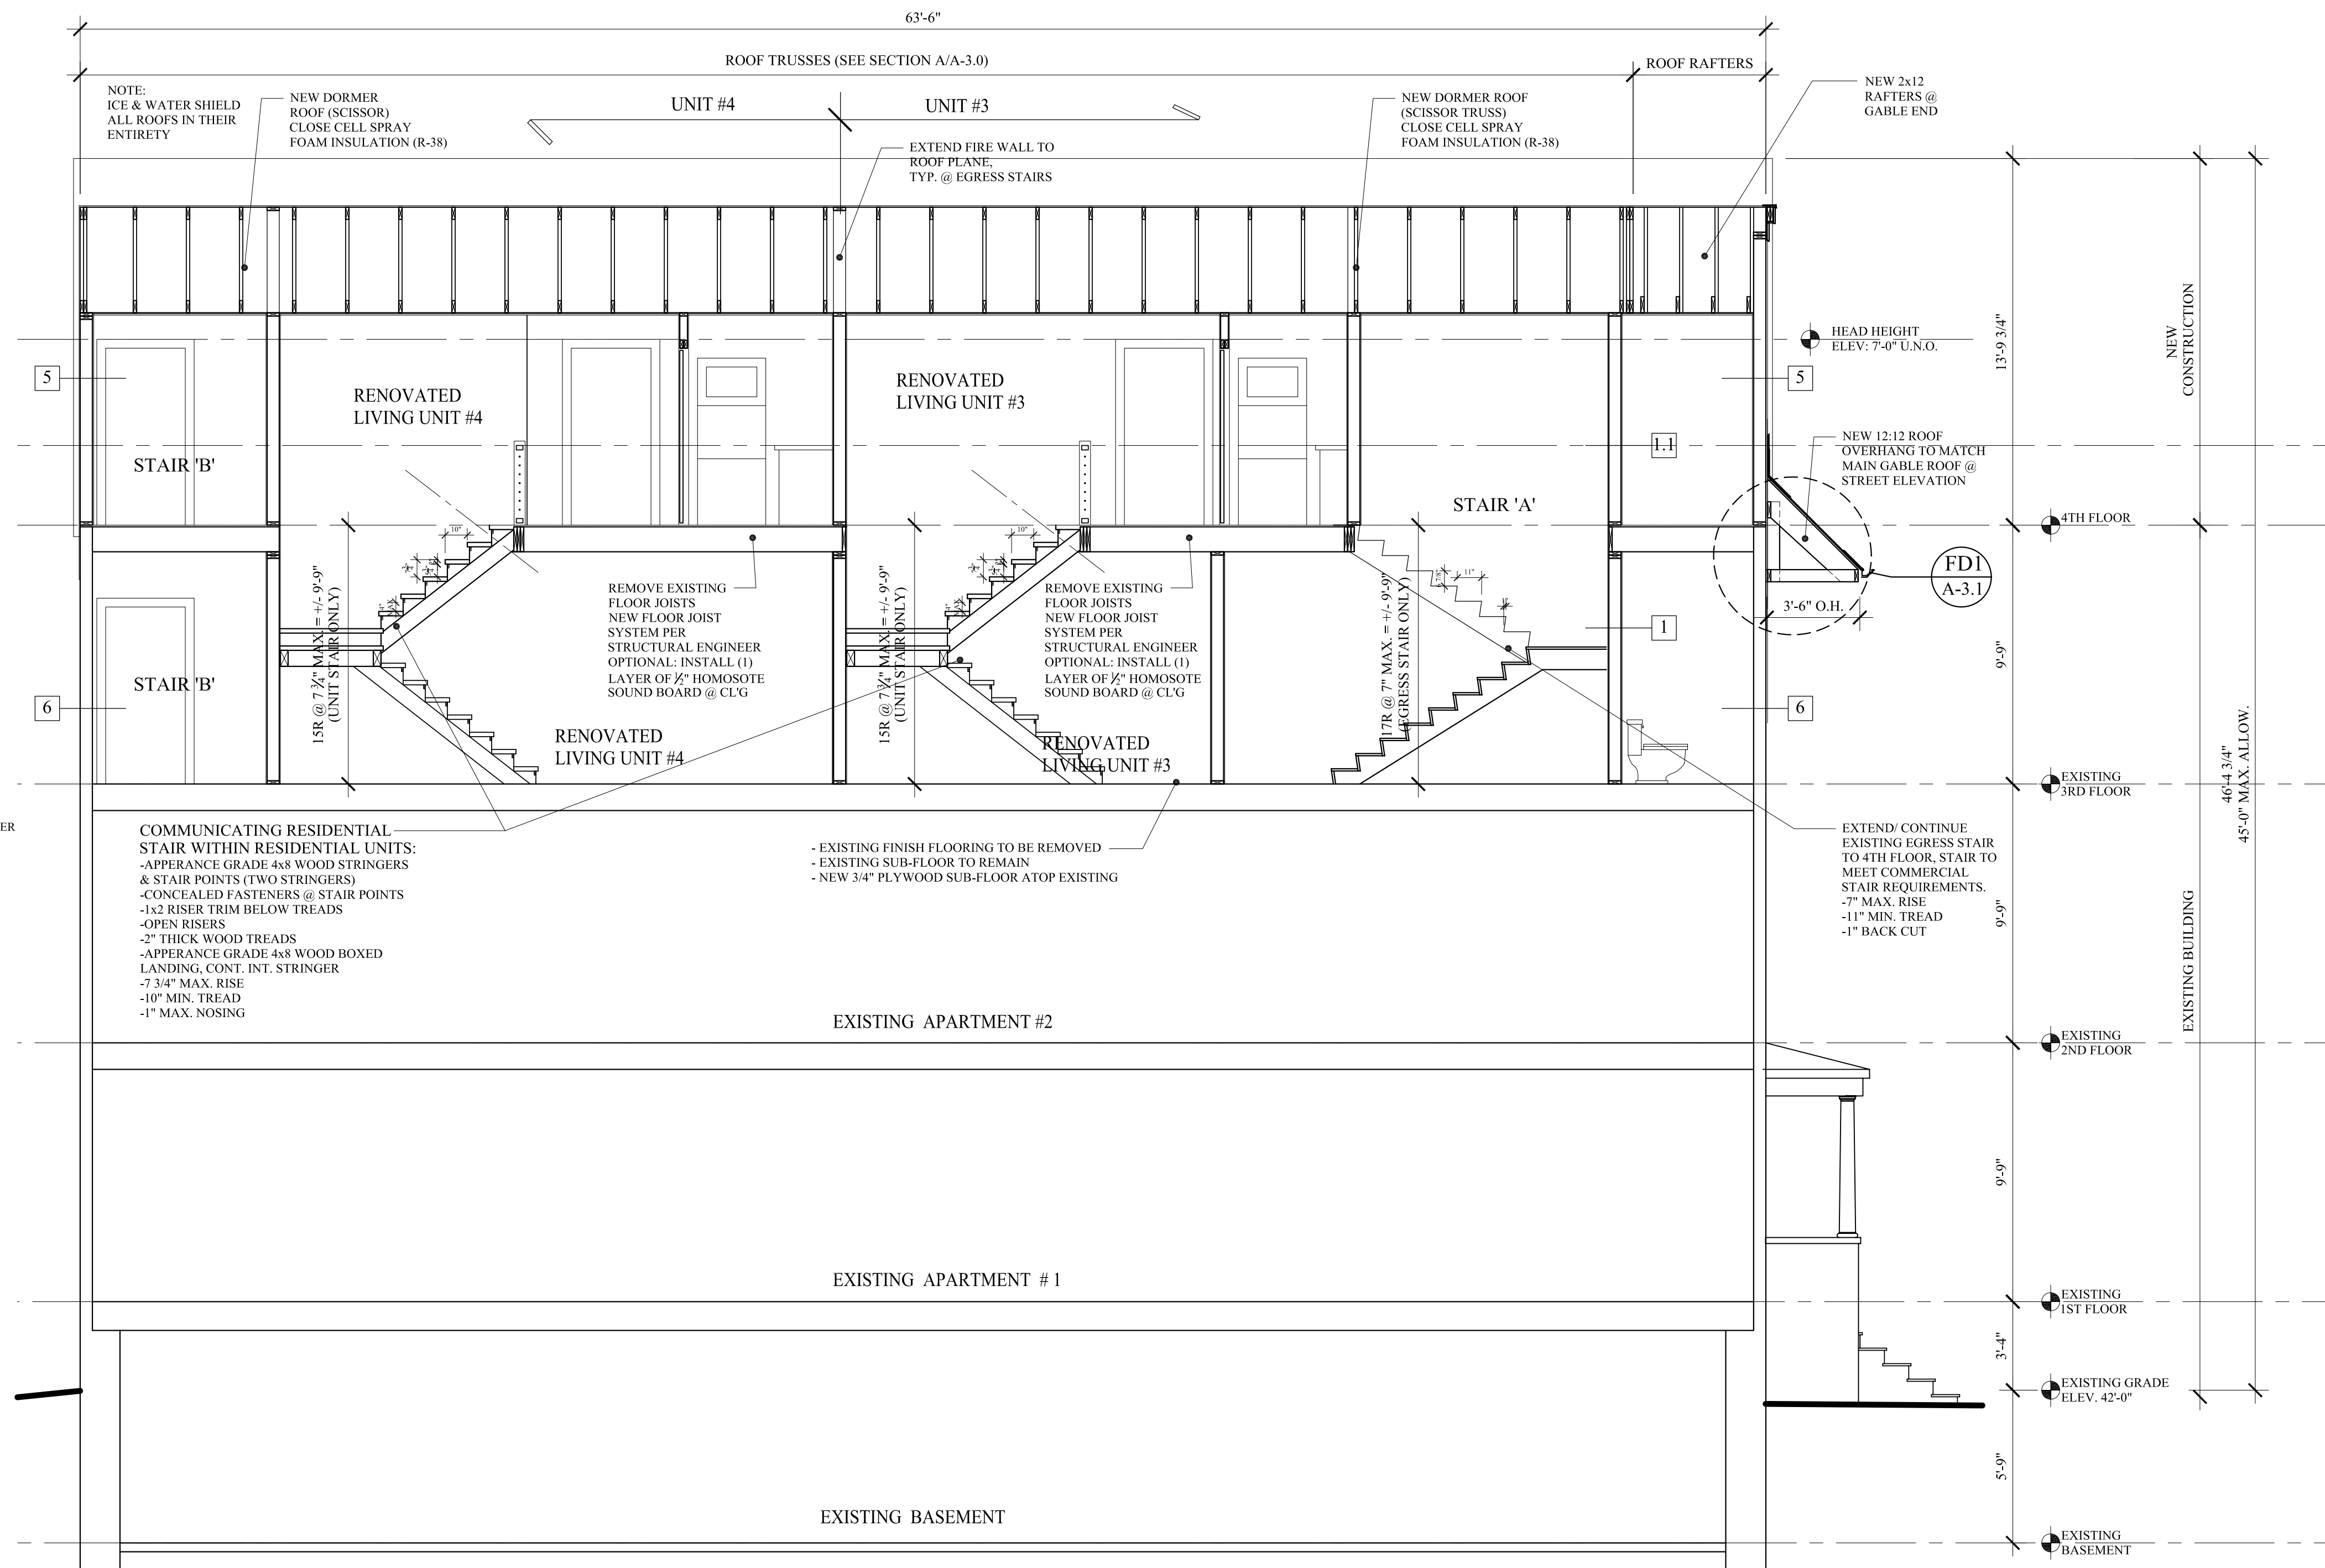 63'-6"
ROOF TRUSSES (SEE SECTION A/A-3.0)
ROOF RAFTERS
NOTE:
ICE & WATER SHIELD
ALL ROOFS IN THEIR
ENTIRETY
NEW DORMER
ROOF (SCISSOR)
CLOSE CELL SPRAY
FOAM INSULATION (R-38)
UNIT #4
UNIT #3
EXTEND FIRE WALL TO
ROOF PLANE,
TYP. @ EGRESS STAIRS
NEW DORMER ROOF
(SCISSOR TRUSS)
CLOSE CELL SPRAY
FOAM INSULATION (R-38)
NEW 2x12
RAFTERS @
GABLE END
HEAD HEIGHT
ELEV: 7'-0" U.N.O.
13'-9 3/4"
NEW
CONSTRUCTION
5
RENOVATED
LIVING UNIT #4
RENOVATED
LIVING UNIT #3
5
STAIR 'B'
1.1
NEW 12:12 ROOF
OVERHANG TO MATCH
MAIN GABLE ROOF @
STREET ELEVATION
STAIR 'A'
4TH FLOOR
10"
10"
11"
7/8"
4"
4"
FD1
A-3.1
3'-6" O.H.
15R @ 7 3/4" MAX. = +/- 9'-9"
(UNIT STAIR ONLY)
REMOVE EXISTING
FLOOR JOISTS
NEW FLOOR JOIST
SYSTEM PER
STRUCTURAL ENGINEER
OPTIONAL: INSTALL (1)
LAYER OF ½" HOMOSOTE
SOUND BOARD @ CL'G
15R @ 7 3/4" MAX. = +/- 9'-9"
(UNIT STAIR ONLY)
REMOVE EXISTING
FLOOR JOISTS
NEW FLOOR JOIST
SYSTEM PER
STRUCTURAL ENGINEER
OPTIONAL: INSTALL (1)
LAYER OF ½" HOMOSOTE
SOUND BOARD @ CL'G
17R @ 7" MAX. = +/- 9'-9"
(EGRESS STAIR ONLY)
1
9'-9"
STAIR 'B'
6
6
RENOVATED
LIVING UNIT #4
RENOVATED
LIVING UNIT #3
46'-4 3/4"
45'-0" MAX. ALLOW.
EXISTING
3RD FLOOR
ER
COMMUNICATING RESIDENTIAL
STAIR WITHIN RESIDENTIAL UNITS:
-APPERANCE GRADE 4x8 WOOD STRINGERS
& STAIR POINTS (TWO STRINGERS)
-CONCEALED FASTENERS @ STAIR POINTS
-1x2 RISER TRIM BELOW TREADS
-OPEN RISERS
-2" THICK WOOD TREADS
-APPERANCE GRADE 4x8 WOOD BOXED
LANDING, CONT. INT. STRINGER
-7 3/4" MAX. RISE
-10" MIN. TREAD
-1" MAX. NOSING
- EXISTING FINISH FLOORING TO BE REMOVED
- EXISTING SUB-FLOOR TO REMAIN
- NEW 3/4" PLYWOOD SUB-FLOOR ATOP EXISTING
EXTEND/ CONTINUE
EXISTING EGRESS STAIR
TO 4TH FLOOR, STAIR TO
MEET COMMERCIAL
STAIR REQUIREMENTS.
-7" MAX. RISE
-11" MIN. TREAD
-1" BACK CUT
9'-9"
EXISTING BUILDING
EXISTING APARTMENT #2
EXISTING
2ND FLOOR
9'-9"
EXISTING APARTMENT # 1
EXISTING
1ST FLOOR
3'-4"
EXISTING GRADE
ELEV. 42'-0"
5'-9"
EXISTING BASEMENT
EXISTING
BASEMENT